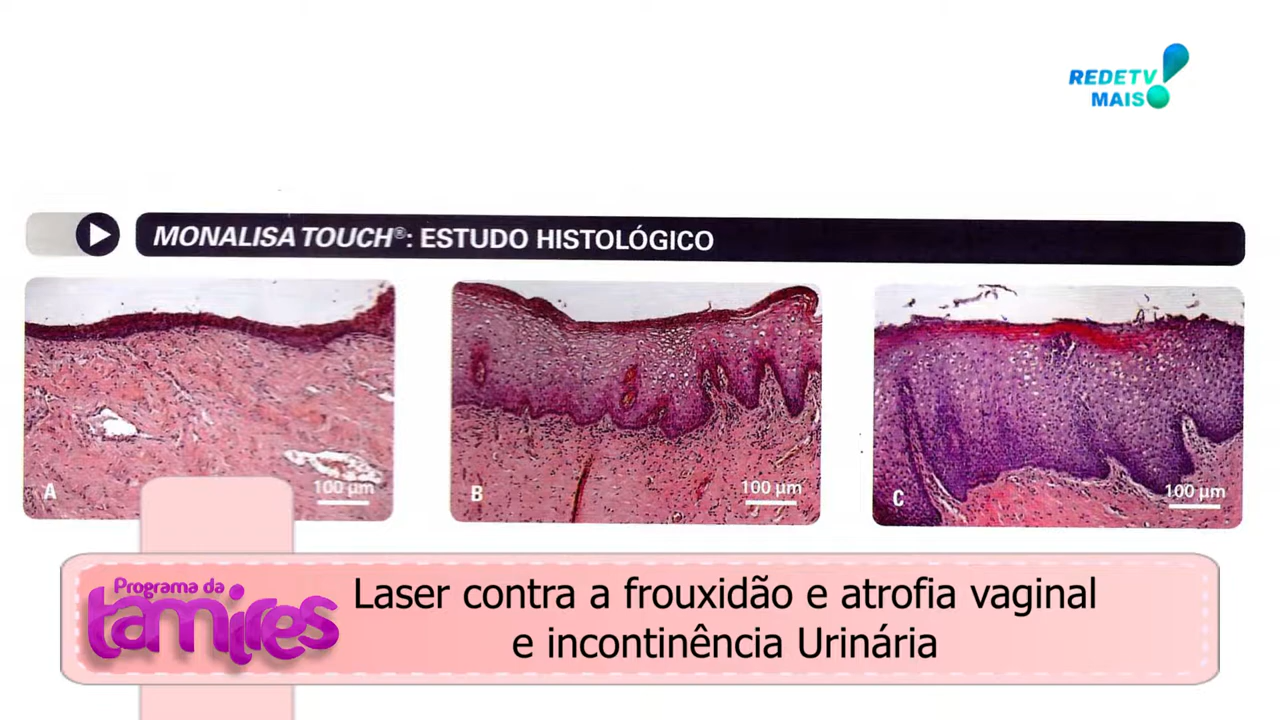 REDETV
MAIS
MONALISA TOUCH®: ESTUDO HISTOLÓGICO
A
100 µm
B
100 µm
C
100 µm
Programa da
tamires
Laser contra a frouxidão e atrofia vaginal
e incontinência Urinária